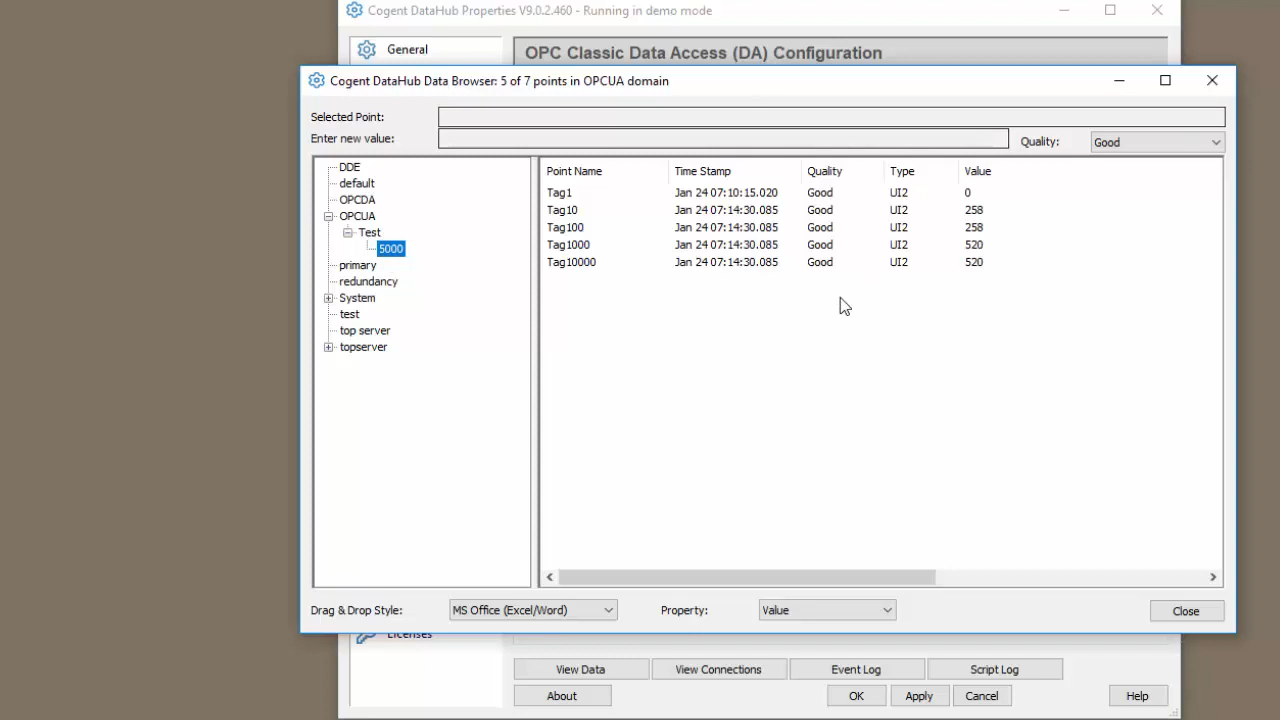 Cogent DataHub Properties V9.0.2.460 - Running in demo mode
General
OPC Classic Data Access (DA) Configuration
Cogent DataHub Data Browser: 5 of 7 points in OPCUA domain
Selected Point:
Enter new value:
Quality:
Good
DDE
default
OPCDA
OPCUA
Test
5000
primary
redundancy
System
test
top server
topserver
Point Name Time Stamp Quality Type Value
Tag1 Jan 24 07:10:15.020 Good UI2 0
Tag10 Jan 24 07:14:30.085 Good UI2 258
Tag100 Jan 24 07:14:30.085 Good UI2 258
Tag1000 Jan 24 07:14:30.085 Good UI2 520
Tag10000 Jan 24 07:14:30.085 Good UI2 520
Drag & Drop Style: MS Office (Excel/Word) Property: Value Close
Licenses
View Data View Connections Event Log Script Log
About OK Apply Cancel Help